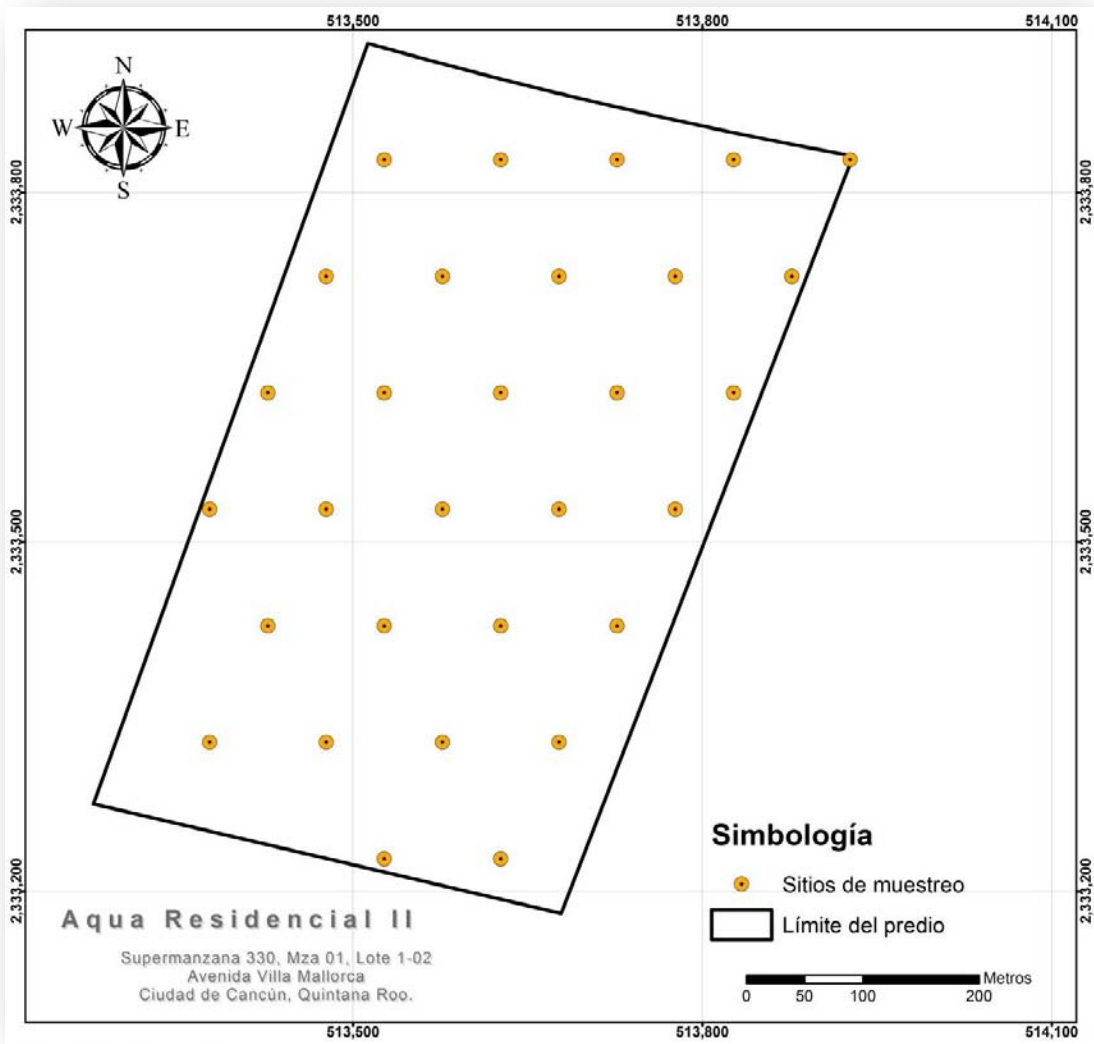 513,500 513,800 514,100
N
W E
S
2,333,800 2,333,800
2,333,500 2,333,500
2,333,200 2,333,200
Simbología
Sitios de muestreo
Límite del predio
Metros
0 50 100 200
Aqua Residencial II
Supermanzana 330, Mza 01, Lote 1-02
Avenida Villa Mallorca
Ciudad de Cancún, Quintana Roo.
513,500 513,800 514,100